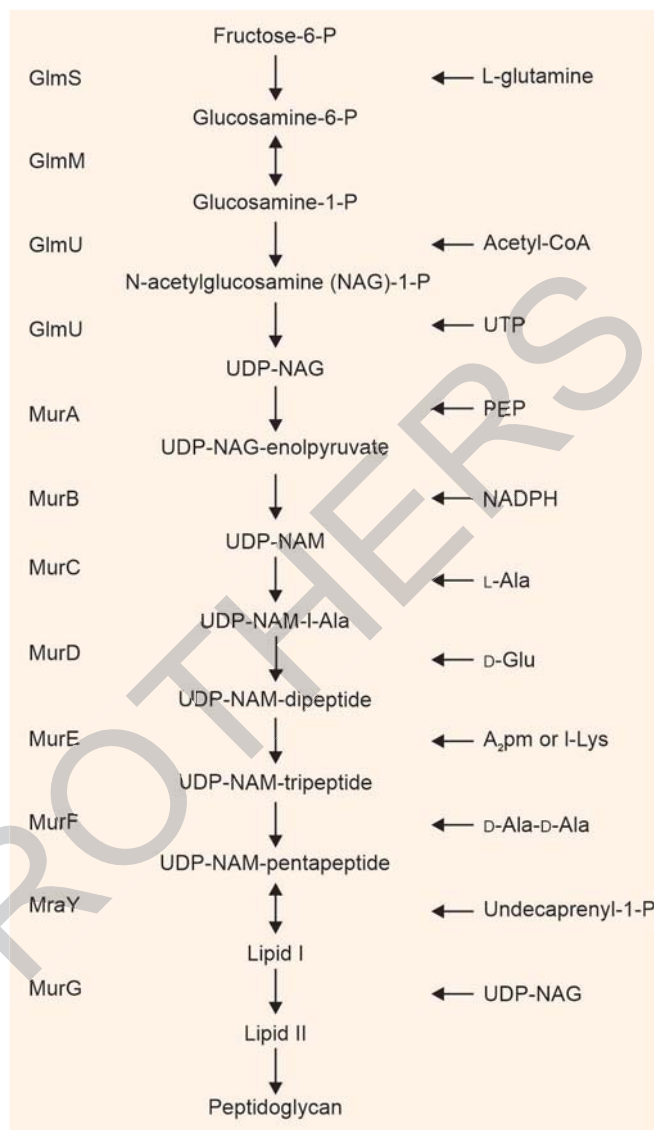 Fructose-6-P
GlmS
L-glutamine
Glucosamine-6-P
GlmM
Glucosamine-1-P
GlmU
Acetyl-CoA
N-acetylglucosamine (NAG)-1-P
GlmU
UTP
UDP-NAG
MurA
PEP
UDP-NAG-enolpyruvate
MurB
NADPH
UDP-NAM
MurC
L-Ala
UDP-NAM-l-Ala
MurD
D-Glu
UDP-NAM-dipeptide
MurE
A₂pm or l-Lys
UDP-NAM-tripeptide
MurF
D-Ala-D-Ala
UDP-NAM-pentapeptide
MraY
Undecaprenyl-1-P
Lipid I
MurG
UDP-NAG
Lipid II
Peptidoglycan
ROTHERS